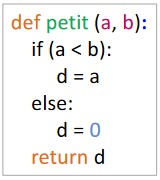 def petit (a, b):
if (a < b):
d = a
else:
d = 0
return d